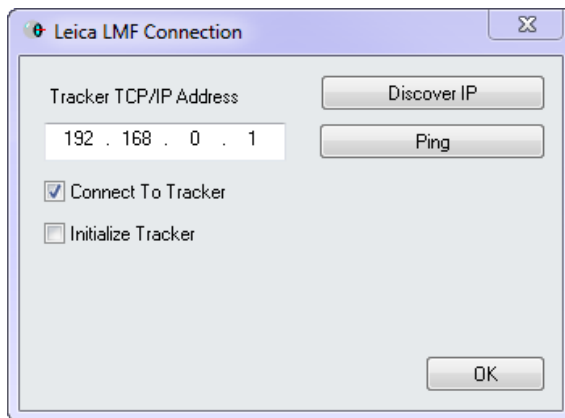 Leica LMF Connection
Tracker TCP/IP Address
Discover IP
192 . 168 . 0 . 1
Ping
Connect To Tracker
Initialize Tracker
OK